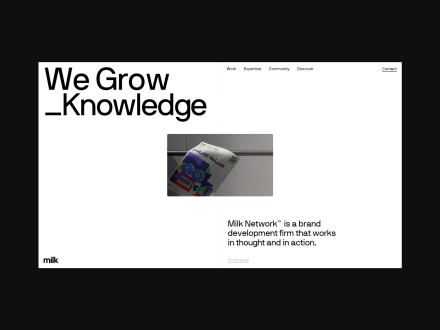 We Grow
_Knowledge
Work Expertise Community Discover Contact
Milk Network™ is a brand
development firm that works
in thought and in action.
milk